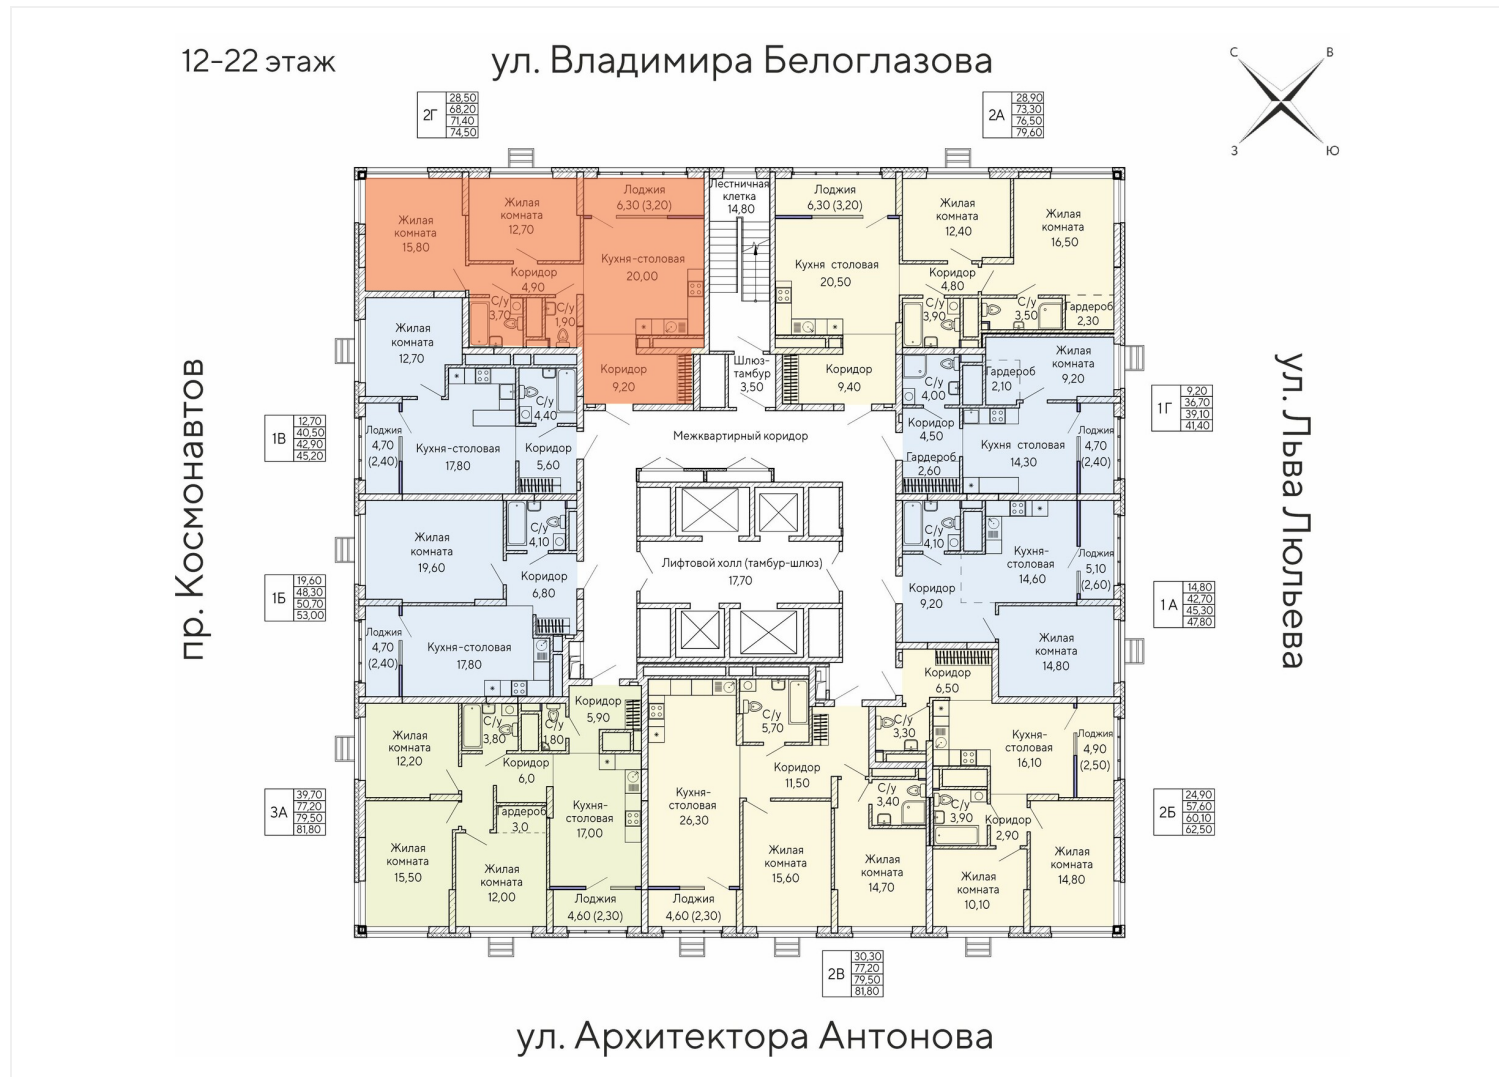 12-22 этаж
ул. Владимира Белоглазова
С
В
З
Ю
2Г
28,50
68,20
71,40
74,50
2А
28,90
73,30
76,50
79,60
Жилая
комната
15,80
Жилая
комната
12,70
Лоджия
6,30 (3,20)
Кухня-столовая
20,00
Коридор
4,90
С/у
3,70
С/у
1,90
Коридор
9,20
Лестничная
клетка
14,80
Шлюз-
тамбур
3,50
Лоджия
6,30 (3,20)
Кухня столовая
20,50
Жилая
комната
12,40
Жилая
комната
16,50
Коридор
4,80
С/у
3,90
С/у
3,50
Гардероб
2,30
Коридор
9,40
пр. Космонавтов
1В
12,70
40,50
42,90
45,20
Жилая
комната
12,70
Лоджия
4,70
(2,40)
Кухня-столовая
17,80
С/у
4,40
Коридор
5,60
Межквартирный коридор
С/у
4,00
Гардероб
2,10
Жилая
комната
9,20
Коридор
4,50
Гардероб
2,60
Кухня столовая
14,30
Лоджия
4,70
(2,40)
1Г
9,20
36,70
39,10
41,40
ул. Льва Люльева
1Б
19,60
48,30
50,70
53,00
Жилая
комната
19,60
С/у
4,10
Коридор
6,80
Лоджия
4,70
(2,40)
Кухня-столовая
17,80
Лифтовой холл (тамбур-шлюз)
17,70
С/у
4,10
Коридор
9,20
Кухня-
столовая
14,60
Лоджия
5,10
(2,60)
Жилая
комната
14,80
1А
14,80
42,70
45,30
47,80
3А
39,70
77,20
79,50
81,80
Жилая
комната
12,20
С/у
3,80
С/у
1,80
Коридор
5,90
Коридор
6,0
Гардероб
3,0
Кухня-
столовая
17,00
Жилая
комната
15,50
Жилая
комната
12,00
Лоджия
4,60 (2,30)
Кухня-
столовая
26,30
С/у
5,70
Коридор
11,50
Лоджия
4,60 (2,30)
Жилая
комната
15,60
С/у
3,40
Жилая
комната
14,70
Коридор
6,50
С/у
3,30
Кухня-
столовая
16,10
Лоджия
4,90
(2,50)
С/у
3,90
Коридор
2,90
Жилая
комната
10,10
Жилая
комната
14,80
2Б
24,90
57,60
60,10
62,50
2В
30,30
77,20
79,50
81,80
ул. Архитектора Антонова